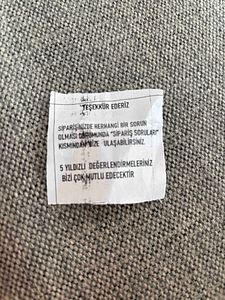 TEŞEKKÜR EDERİZ
SİPARİŞİNİZDE HERHANGİ BİR SORUN
OLMASI DURUMUNDA "SİPARİŞ SORULARI"
KISMINDAN BİZE ULAŞABİLİRSİNİZ.
5 YILDIZLI DEĞERLENDİRMELERİNİZ
BİZİ ÇOK MUTLU EDECEKTİR